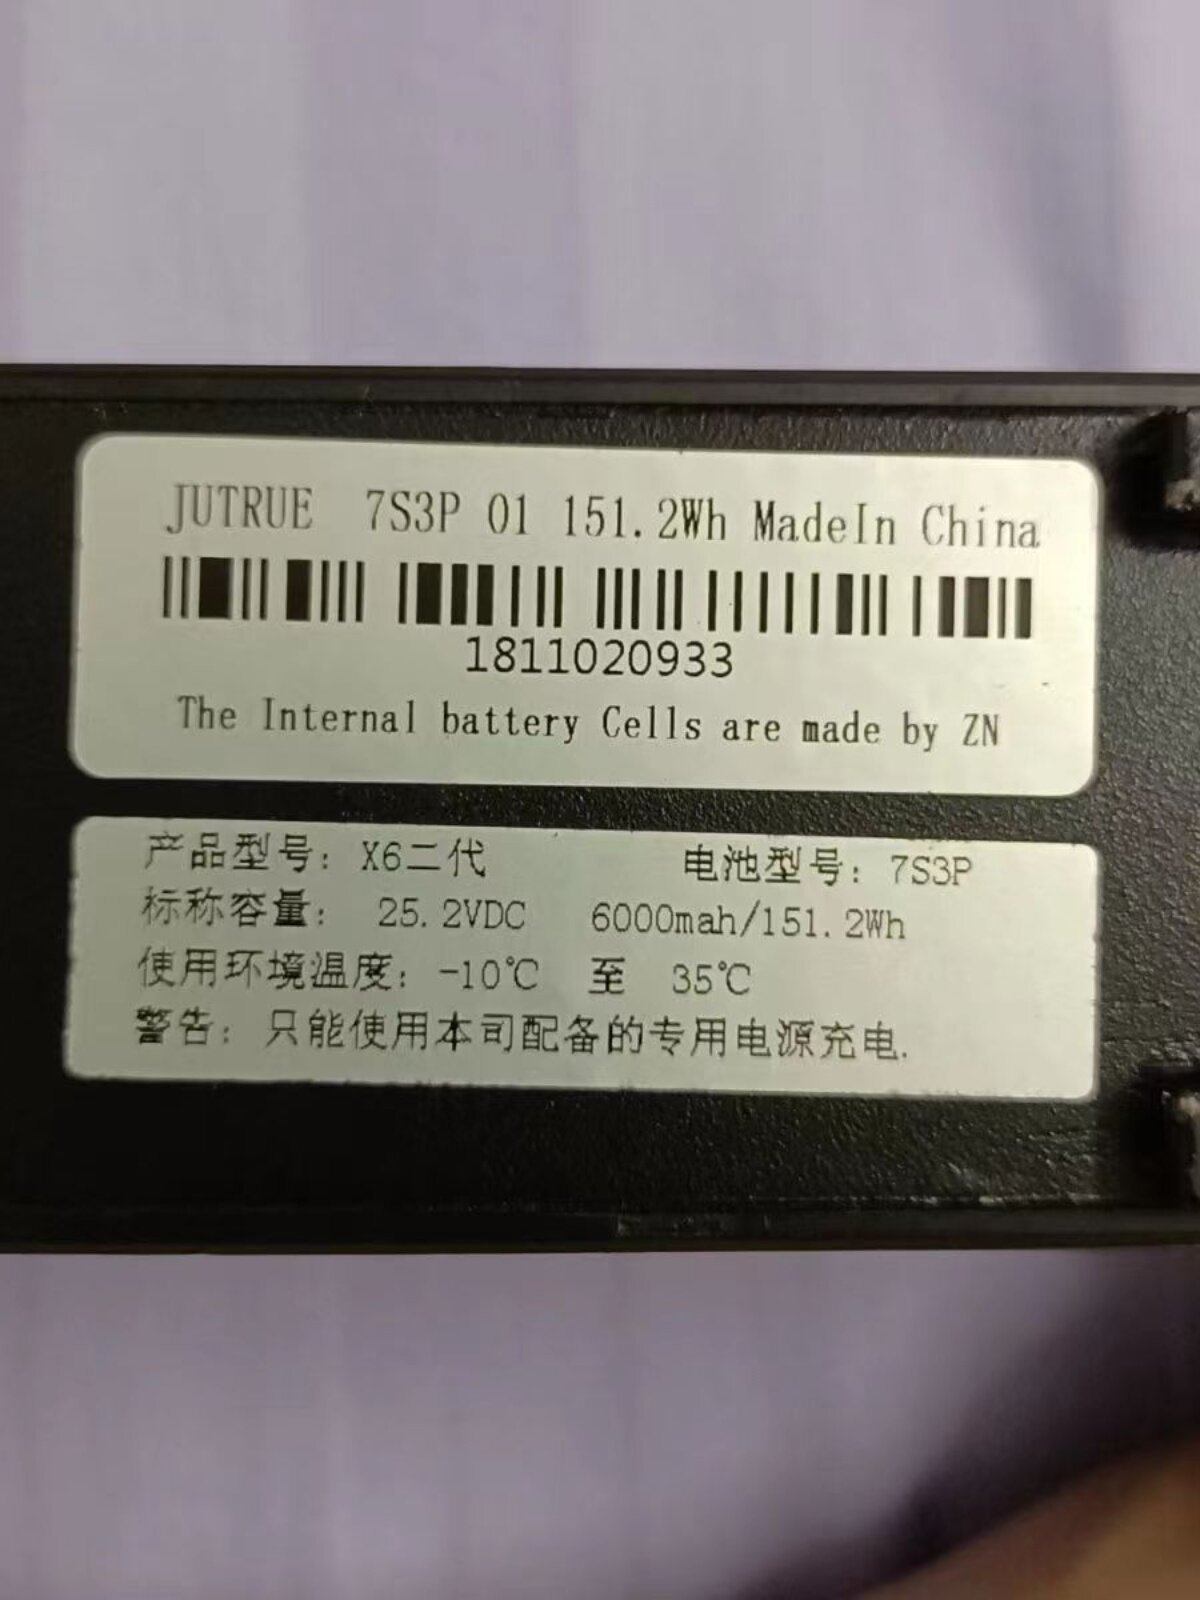 JUTRUE 7S3P 01 151.2Wh MadeIn China
1811020933
The Internal battery Cells are made by ZN
产品型号: X6二代 电池型号: 7S3P
标称容量: 25.2VDC 6000mah/151.2Wh
使用环境温度: -10℃ 至 35℃
警告: 只能使用本司配备的专用电源充电.